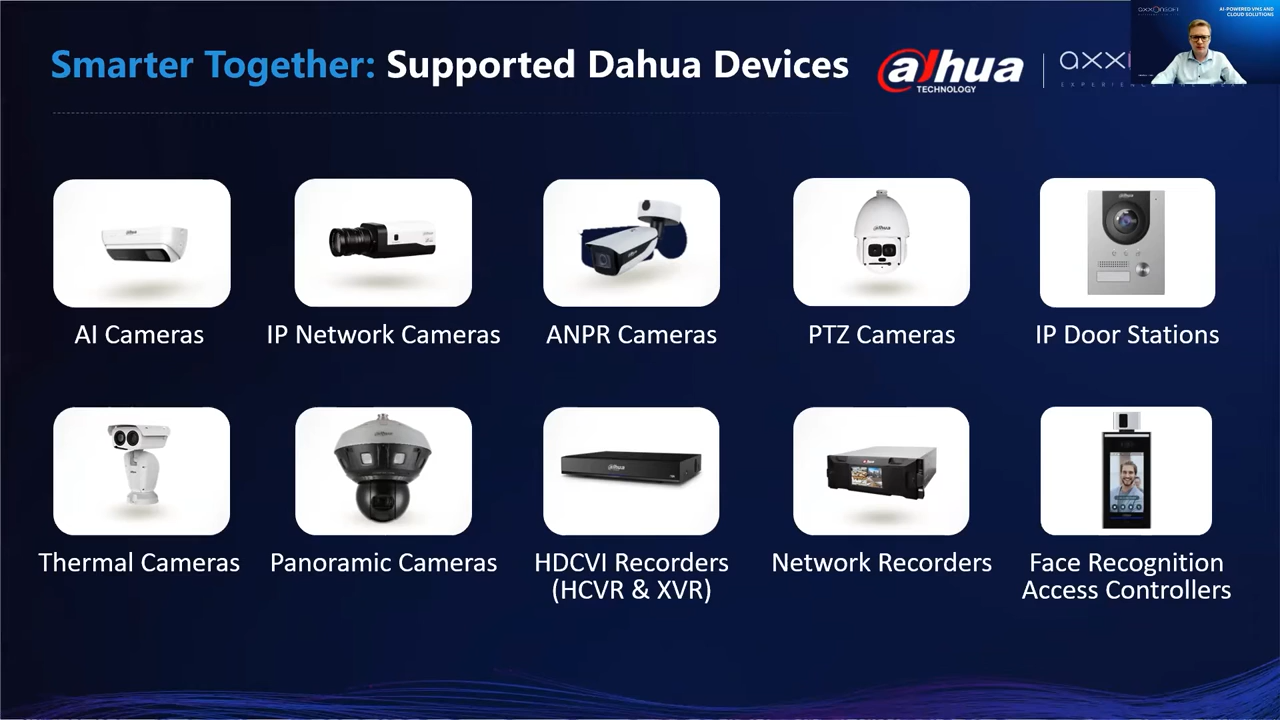 Smarter Together: Supported Dahua Devices
alhua
TECHNOLOGY
axxonsoft
AI-POWERED VMS AND
CLOUD SOLUTIONS
AI Cameras
IP Network Cameras
ANPR Cameras
PTZ Cameras
IP Door Stations
Thermal Cameras
Panoramic Cameras
HDCVI Recorders
(HCVR & XVR)
Network Recorders
Face Recognition
Access Controllers